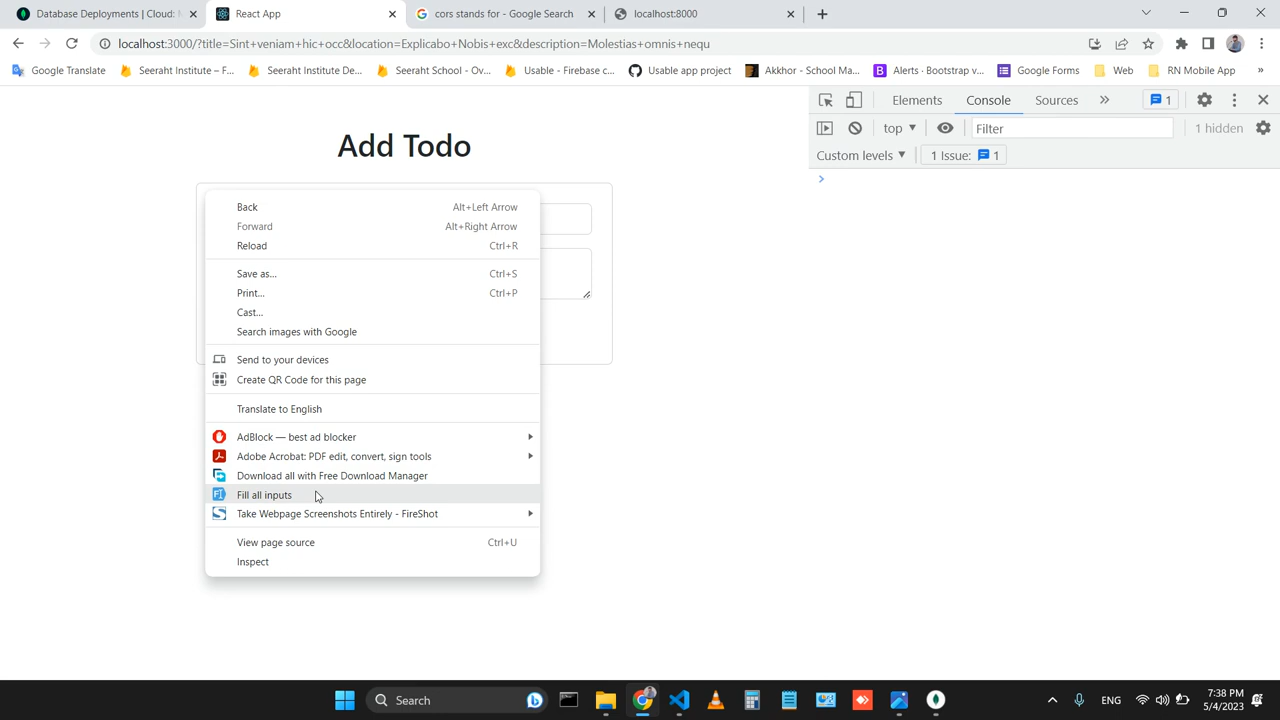 Database Deployments | Cloud: M
React App
cors stands for - Google Search
localhost:8000
localhost:3000/?title=Sint+veniam+hic+occ&location=Explicabo+Nobis+exc&description=Molestias+omnis+nequ
Google Translate
Seeraht Institute – F...
Seeraht Institute De...
Seeraht School - Ov...
Usable - Firebase c...
Usable app project
Akkhor - School Ma...
Alerts · Bootstrap v...
Google Forms
Web
RN Mobile App
»
Elements
Console
Sources
1
top
Filter
1 hidden
Custom levels
1 Issue:
1
Add Todo
Back Alt+Left Arrow
Forward Alt+Right Arrow
Reload Ctrl+R
Save as... Ctrl+S
Print... Ctrl+P
Cast...
Search images with Google
Send to your devices
Create QR Code for this page
Translate to English
AdBlock — best ad blocker
Adobe Acrobat: PDF edit, convert, sign tools
Download all with Free Download Manager
Fill all inputs
Take Webpage Screenshots Entirely - FireShot
View page source Ctrl+U
Inspect
Search
ENG
7:38 PM
5/4/2023